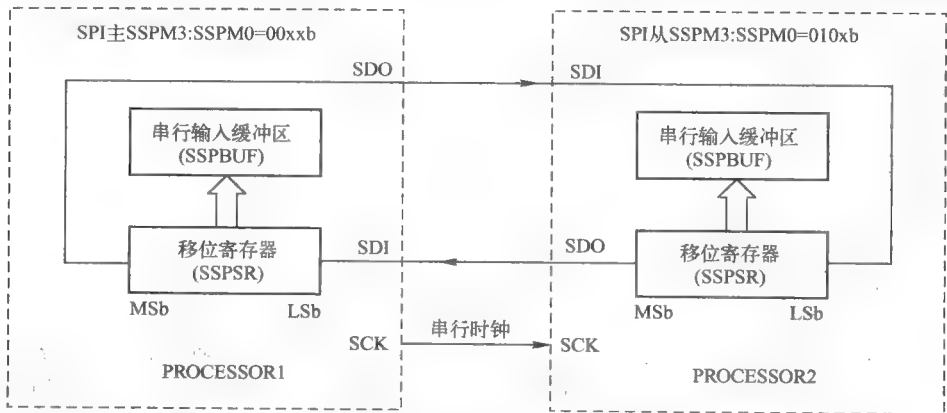 SPI主SSPM3:SSPM0=00xxb
SPI从SSPM3:SSPM0=010xb
SDO
SDI
串行输入缓冲区
(SSPBUF)
串行输入缓冲区
(SSPBUF)
移位寄存器
(SSPSR)
SDI
SDO
移位寄存器
(SSPSR)
MSb
LSb
MSb
LSb
SCK
串行时钟
SCK
PROCESSOR1
PROCESSOR2